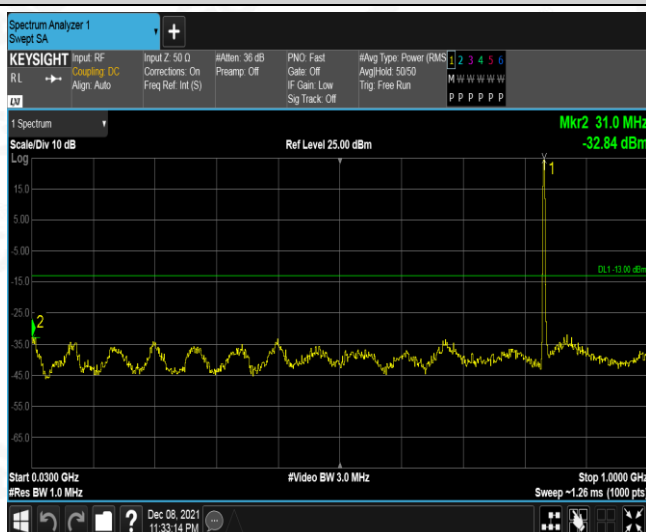 Spectrum Analyzer 1
Swept SA
+
KEYSIGHT
RL
Input: RF
Coupling: DC
Align: Auto
Input Z: 50 Ω
Corrections: On
Freq Ref: Int (S)
#Atten: 36 dB
Preamp: Off
PNO: Fast
Gate: Off
IF Gain: Low
Sig Track: Off
#Avg Type: Power (RMS
Avg|Hold: 50/50
Trig: Free Run
1 2 3 4 5 6
M W W W W W
P P P P P P
LXI
1 Spectrum
Mkr2 31.0 MHz
-32.84 dBm
Scale/Div 10 dB
Ref Level 25.00 dBm
Log
1
15.0
5.00
-5.00
DL1 -13.00 dBm
-15.0
2
-25.0
-35.0
-45.0
-55.0
-65.0
Start 0.0300 GHz
#Video BW 3.0 MHz
Stop 1.0000 GHz
#Res BW 1.0 MHz
Sweep ~1.26 ms (1000 pts)
?
Dec 08, 2021
11:33:14 PM